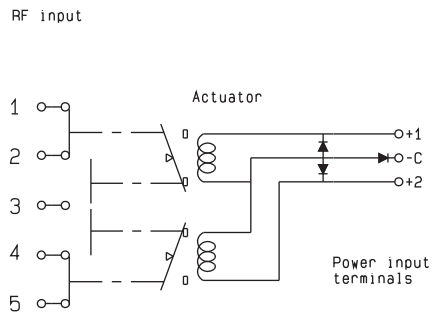 RF input
Actuator
1
2
3
4
5
+1
-C
+2
Power input
terminals